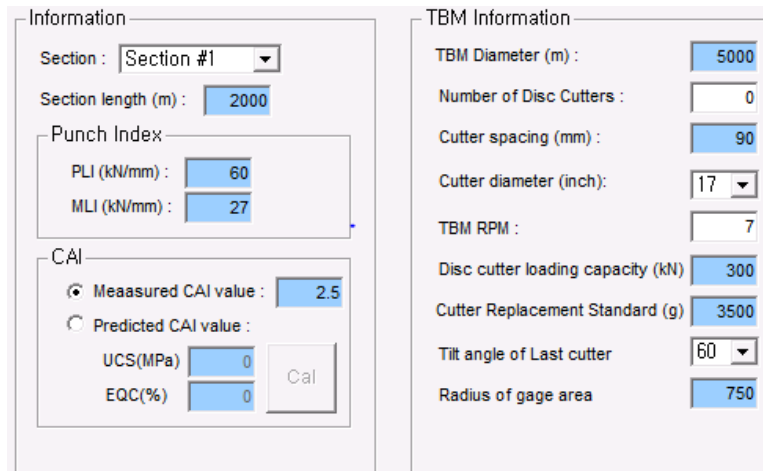 Information
Section : Section #1
Section length (m) : 2000
Punch Index
PLI (kN/mm) : 60
MLI (kN/mm) : 27
CAI
Meaasured CAI value : 2.5
Predicted CAI value :
UCS(MPa) 0
EQC(%) 0
Cal
TBM Information
TBM Diameter (m) : 5000
Number of Disc Cutters : 0
Cutter spacing (mm) : 90
Cutter diameter (inch): 17
TBM RPM : 7
Disc cutter loading capacity (kN) 300
Cutter Replacement Standard (g) 3500
Tilt angle of Last cutter 60
Radius of gage area 750